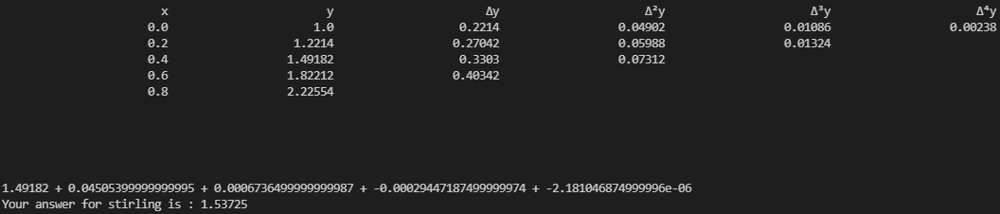 x y Δy Δ²y Δ³y Δ⁴y
0.0 1.0 0.2214 0.04902 0.01086 0.00238
0.2 1.2214 0.27042 0.05988 0.01324
0.4 1.49182 0.3303 0.07312
0.6 1.82212 0.40342
0.8 2.22554
1.49182 + 0.04505399999999995 + 0.0006736499999999987 + -0.00029447187499999974 + -2.181046874999996e-06
Your answer for stirling is : 1.53725